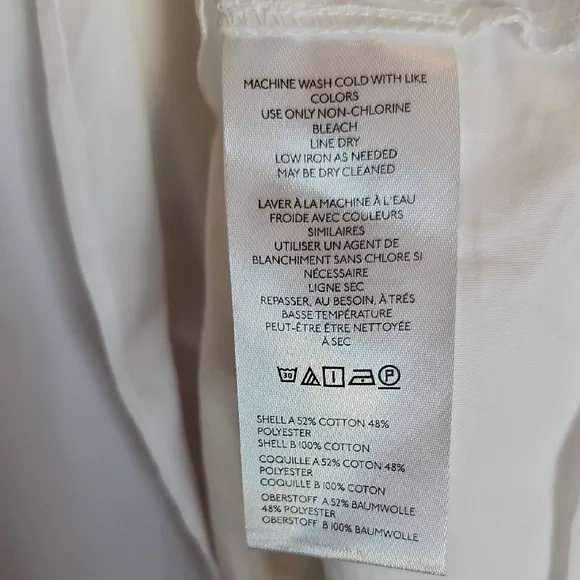 MACHINE WASH COLD WITH LIKE
COLORS
USE ONLY NON-CHLORINE
BLEACH
LINE DRY
LOW IRON AS NEEDED
MAY BE DRY CLEANED
LAVER À LA MACHINE À L'EAU
FROIDE AVEC COULEURS
SIMILAIRES
UTILISER UN AGENT DE
BLANCHIMENT SANS CHLORE SI
NÉCESSAIRE
LIGNE SEC
REPASSER, AU BESOIN, À TRÉS
BASSE TEMPÉRATURE
PEUT-ÊTRE ÊTRE NETTOYÉE
À SEC
30 P
SHELL A 52% COTTON 48%
POLYESTER
SHELL B 100% COTTON
COQUILLE A 52% COTON 48%
POLYESTER
COQUILLE B 100% COTON
OBERSTOFF A 52% BAUMWOLLE
48% POLYESTER
OBERSTOFF B 100% BAUMWOLLE